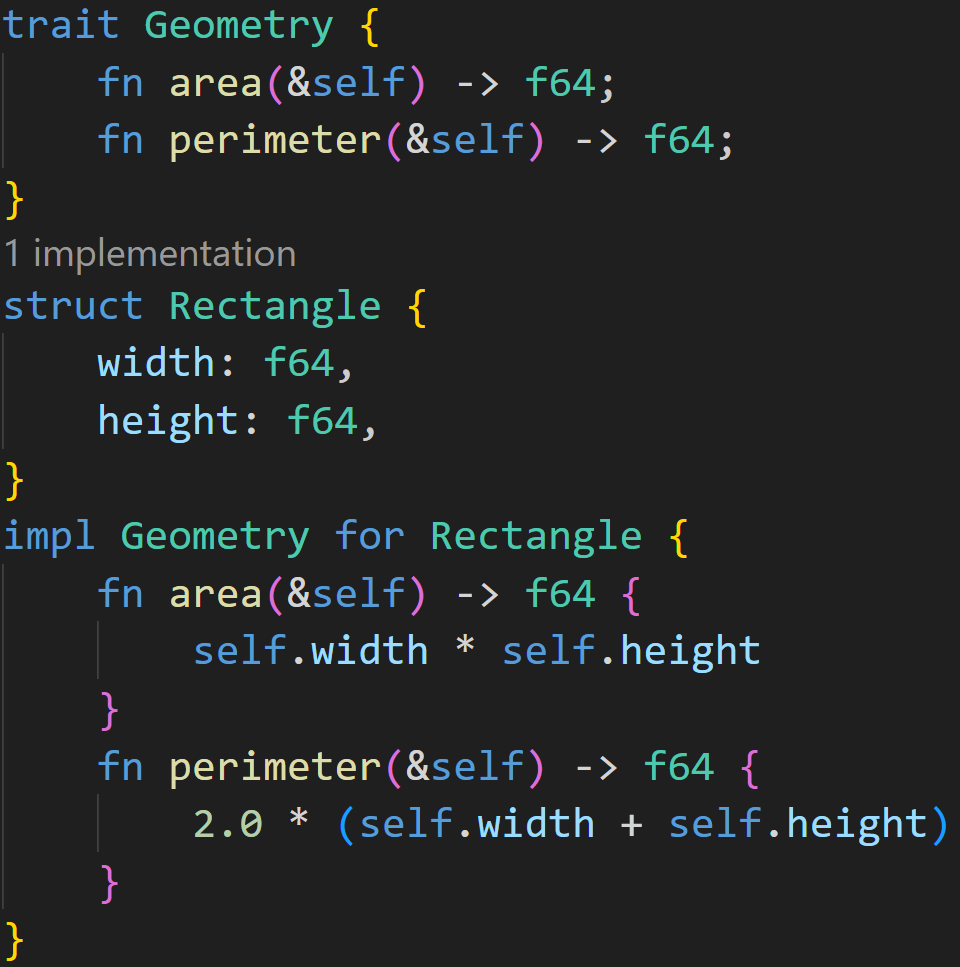 trait Geometry {
    fn area(&self) -> f64;
    fn perimeter(&self) -> f64;
}
1 implementation
struct Rectangle {
    width: f64,
    height: f64,
}
impl Geometry for Rectangle {
    fn area(&self) -> f64 {
        self.width * self.height
    }
    fn perimeter(&self) -> f64 {
        2.0 * (self.width + self.height)
    }
}